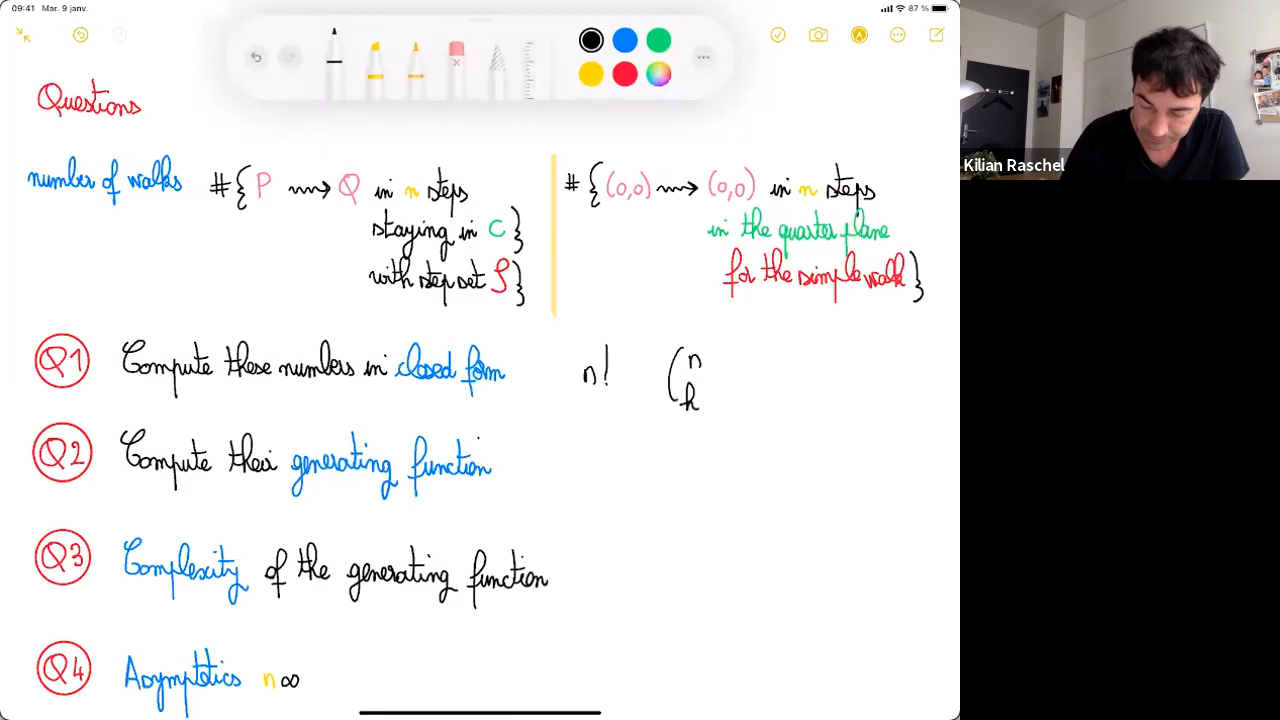 09:41 Mar. 9 janv.
87 %
Questions
number of walks #{ P ⟿ Q in n steps
staying in C }
with step set S }
#{ (0,0) ⟿ (0,0) in n steps
in the quarter plane
for the simple walk }
Q1 Compute these numbers in closed form n! (n
k
Q2 Compute their generating function
Q3 Complexity of the generating function
Q4 Asymptotics n ∞
Kilian Raschel